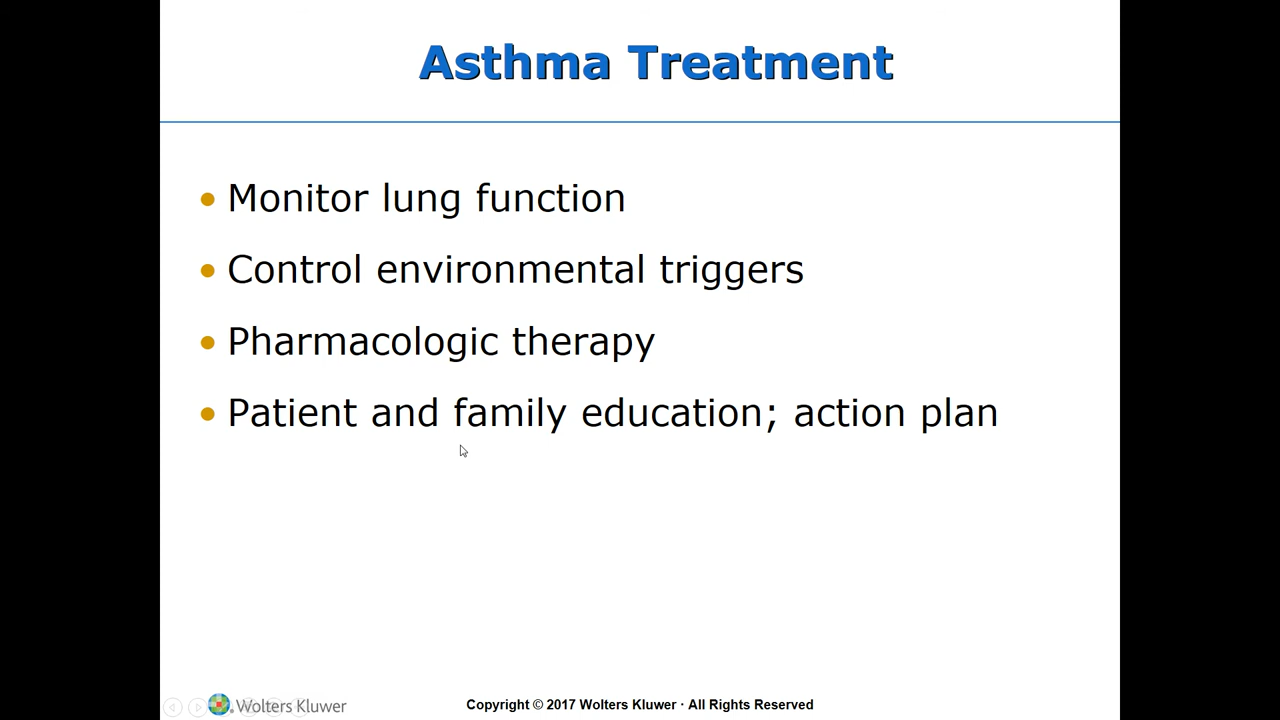 Asthma Treatment
Monitor lung function
Control environmental triggers
Pharmacologic therapy
Patient and family education; action plan
Wolters Kluwer
Copyright © 2017 Wolters Kluwer · All Rights Reserved